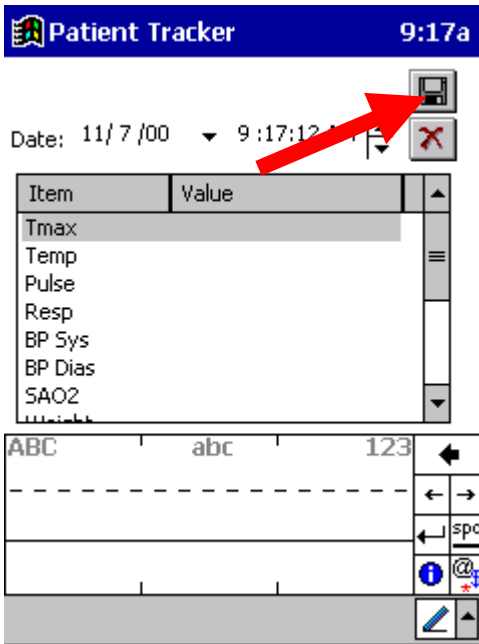 Patient Tracker 9:17a
Date: 11/ 7 /00 9 :17:12
Item Value
Tmax
Temp
Pulse
Resp
BP Sys
BP Dias
SAO2
ABC abc 123
spc
@